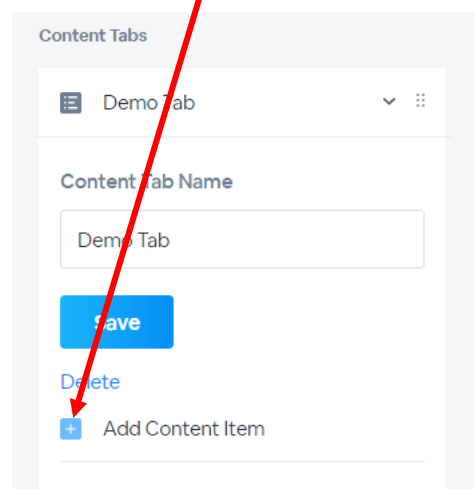 Content Tabs
Demo Tab
Content Tab Name
Demo Tab
Save
Delete
Add Content Item